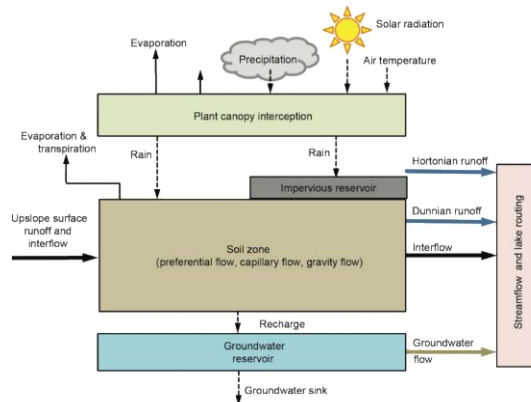 Solar radiation
Evaporation
Precipitation
Air temperature
Plant canopy interception
Evaporation &
transpiration
Rain
Rain
Hortonian runoff
Impervious reservoir
Upslope surface
runoff and
interflow
Dunnian runoff
Soil zone
(preferential flow, capillary flow, gravity flow)
Interflow
Streamflow and lake routing
Recharge
Groundwater
reservoir
Groundwater
flow
Groundwater sink